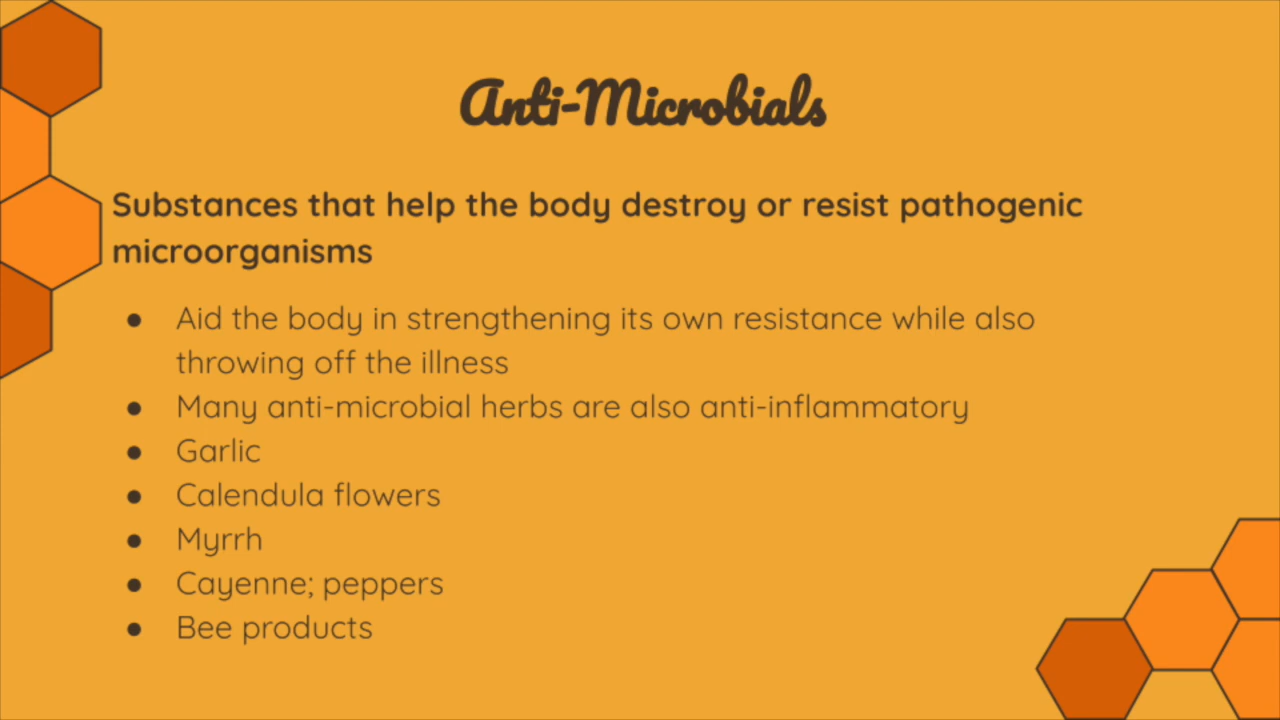 Anti-Microbials
Substances that help the body destroy or resist pathogenic
microorganisms
● Aid the body in strengthening its own resistance while also
throwing off the illness
● Many anti-microbial herbs are also anti-inflammatory
● Garlic
● Calendula flowers
● Myrrh
● Cayenne; peppers
● Bee products